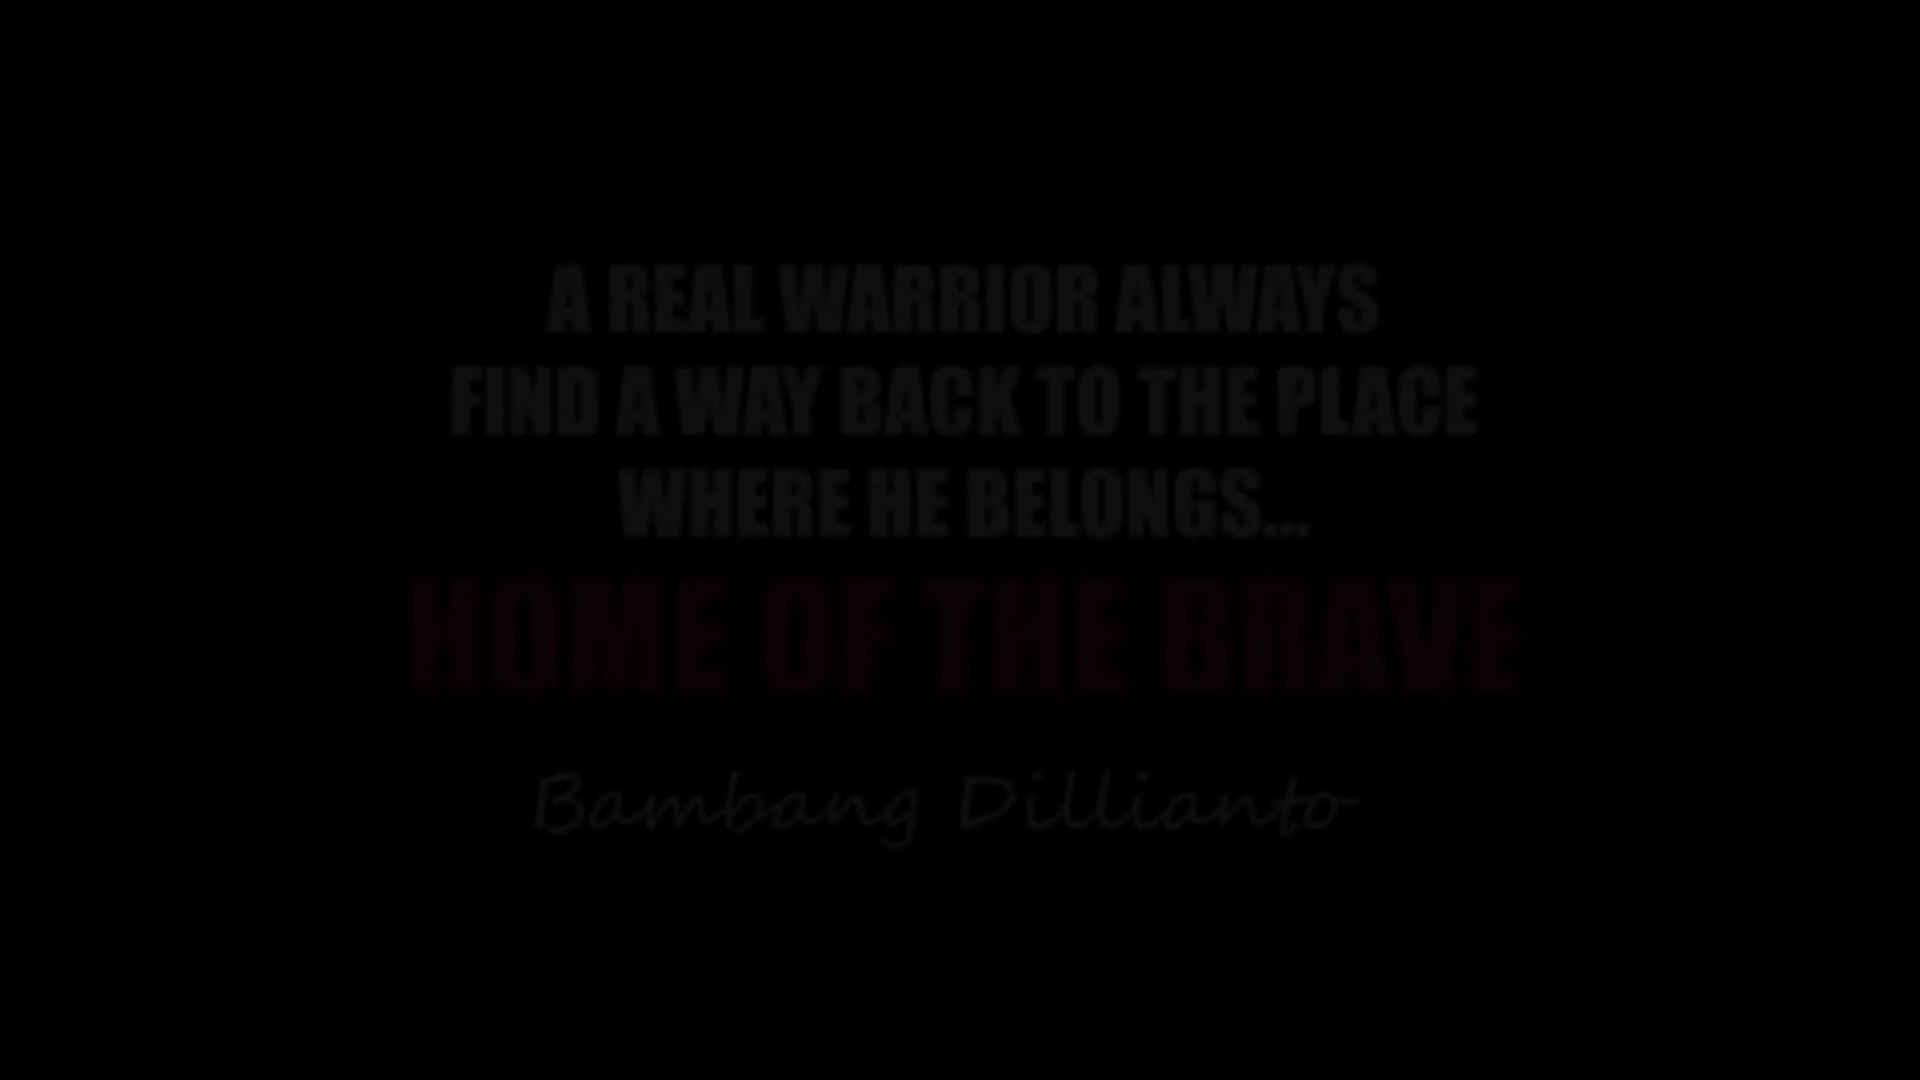 A REAL WARRIOR ALWAYS
FIND A WAY BACK TO THE PLACE
WHERE HE BELONGS...
HOME OF THE BRAVE
Bambang Dillianto